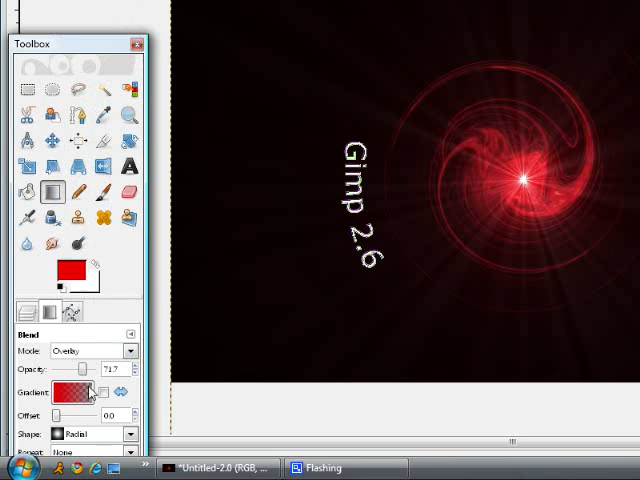 Toolbox
Gimp 2.6
Blend
Mode: Overlay
Opacity: 71.7
Gradient:
Offset: 0.0
Shape: Radial
Repeat: None
*Untitled-2.0 (RGB, ...
Flashing